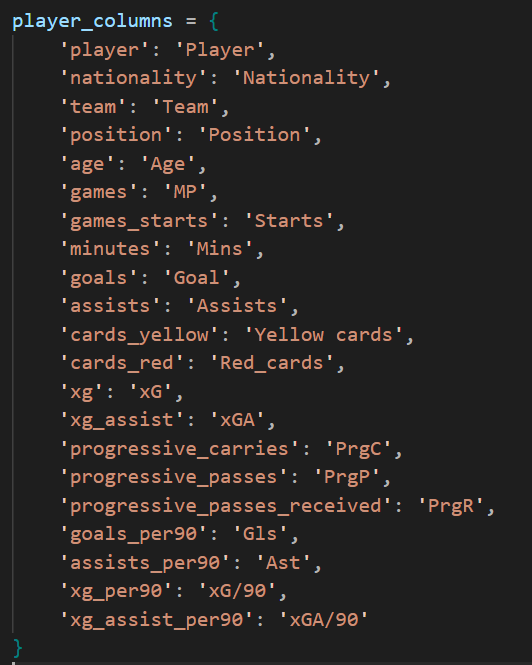 player_columns = {
    'player': 'Player',
    'nationality': 'Nationality',
    'team': 'Team',
    'position': 'Position',
    'age': 'Age',
    'games': 'MP',
    'games_starts': 'Starts',
    'minutes': 'Mins',
    'goals': 'Goal',
    'assists': 'Assists',
    'cards_yellow': 'Yellow cards',
    'cards_red': 'Red_cards',
    'xg': 'xG',
    'xg_assist': 'xGA',
    'progressive_carries': 'PrgC',
    'progressive_passes': 'PrgP',
    'progressive_passes_received': 'PrgR',
    'goals_per90': 'Gls',
    'assists_per90': 'Ast',
    'xg_per90': 'xG/90',
    'xg_assist_per90': 'xGA/90'
}